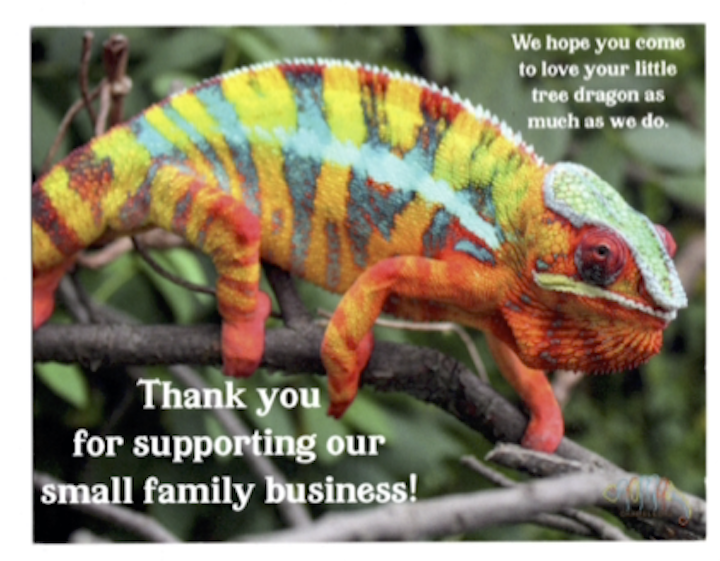 We hope you come
to love your little
tree dragon as
much as we do.
Thank you
for supporting our
small family business!